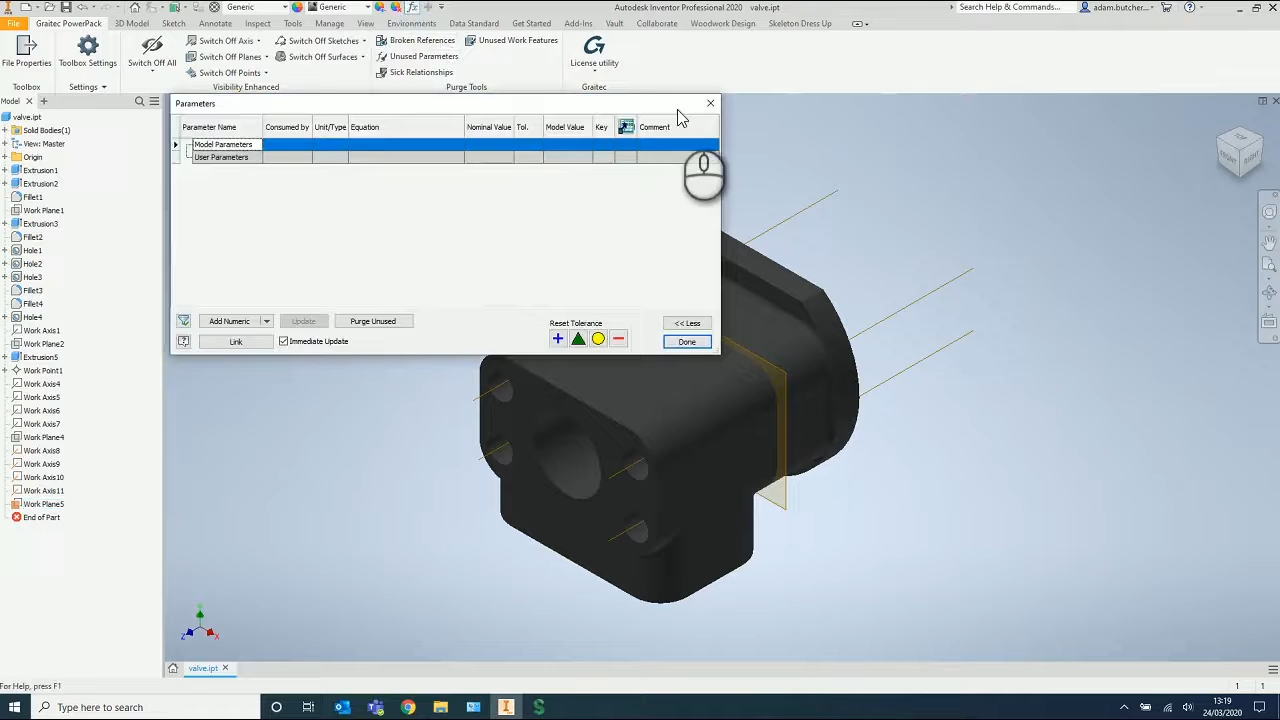 Generic
Generic
Autodesk Inventor Professional 2020 valve.ipt
Search Help & Commands...
adam.butcher...
File
Graitec PowerPack
3D Model
Sketch
Annotate
Inspect
Tools
Manage
View
Environments
Data Standard
Get Started
Add-Ins
Vault
Collaborate
Woodwork Design
Skeleton Dress Up
File Properties
Toolbox Settings
Switch Off All
Switch Off Axis
Switch Off Planes
Switch Off Points
Switch Off Sketches
Switch Off Surfaces
Broken References
Unused Parameters
Sick Relationships
Unused Work Features
License utility
Toolbox
Settings
Visibility Enhanced
Purge Tools
Graitec
Model
valve.ipt
Solid Bodies(1)
View: Master
Origin
Extrusion1
Extrusion2
Fillet1
Work Plane1
Extrusion3
Fillet2
Hole1
Hole2
Hole3
Fillet3
Fillet4
Hole4
Work Axis1
Work Plane2
Extrusion5
Work Point1
Work Axis4
Work Axis5
Work Axis6
Work Axis7
Work Plane4
Work Axis8
Work Axis9
Work Axis10
Work Axis11
Work Plane5
End of Part
Parameters
Parameter Name
Consumed by
Unit/Type
Equation
Nominal Value
Tol.
Model Value
Key
Comment
Model Parameters
User Parameters
Add Numeric
Update
Purge Unused
Link
Immediate Update
Reset Tolerance
<< Less
Done
TOP
FRONT
RIGHT
Z
X
valve.ipt
For Help, press F1
1
1
Type here to search
13:19
24/03/2020